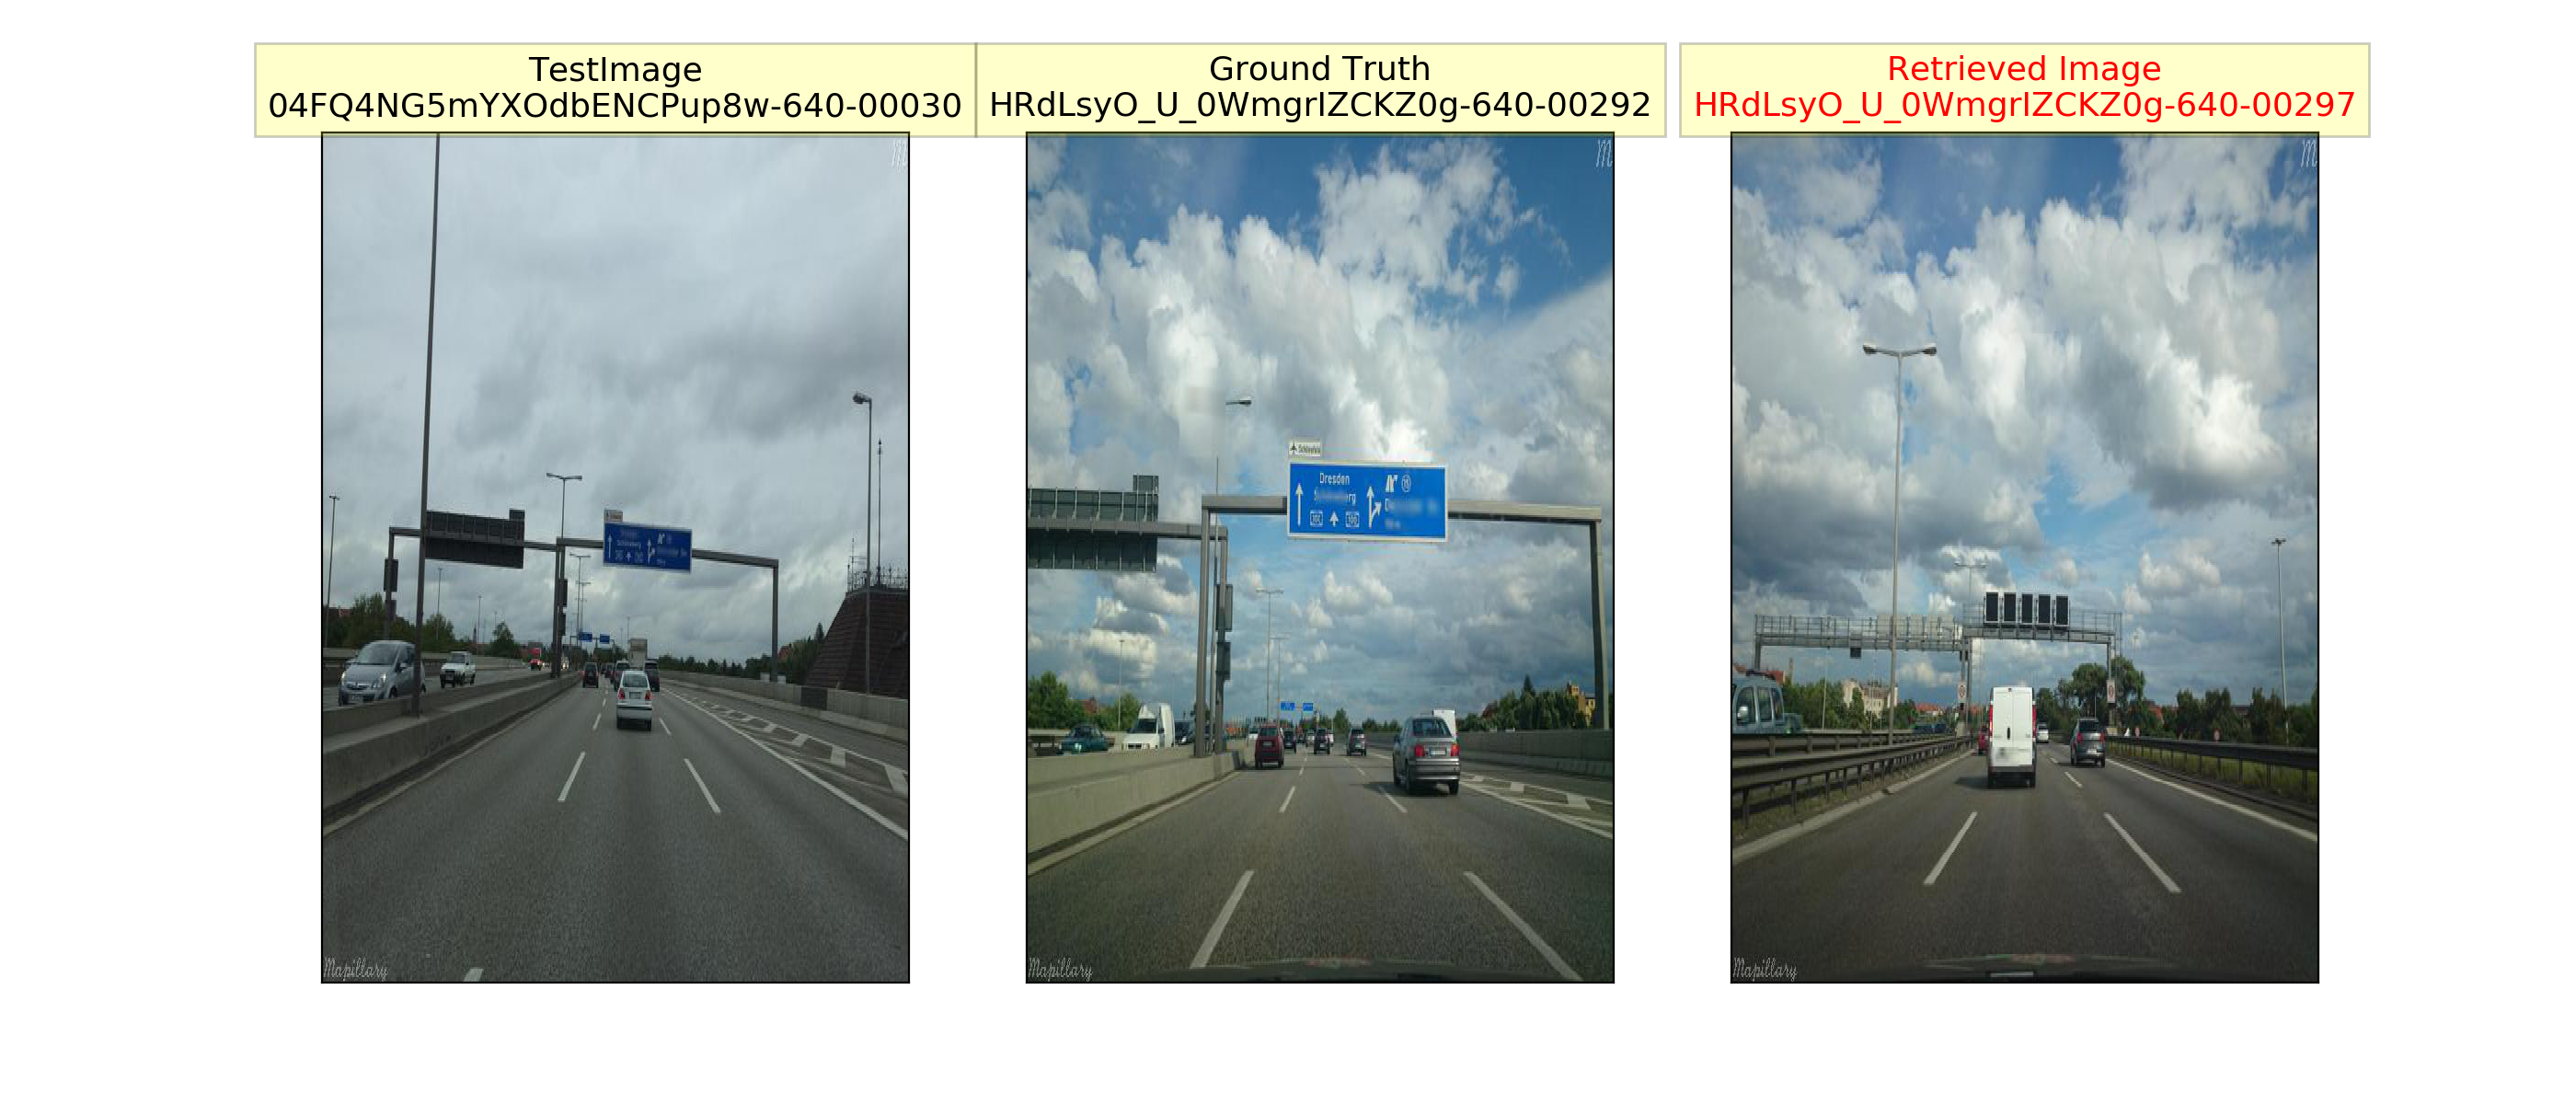 TestImage
04FQ4NG5mYXOdbENCPup8w-640-00030
Ground Truth
HRdLsyO_U_0WmgrIZCKZ0g-640-00292
Retrieved Image
HRdLsyO_U_0WmgrIZCKZ0g-640-00297
M
M
M
Dresden
Mapillary
Mapillary
Mapillary